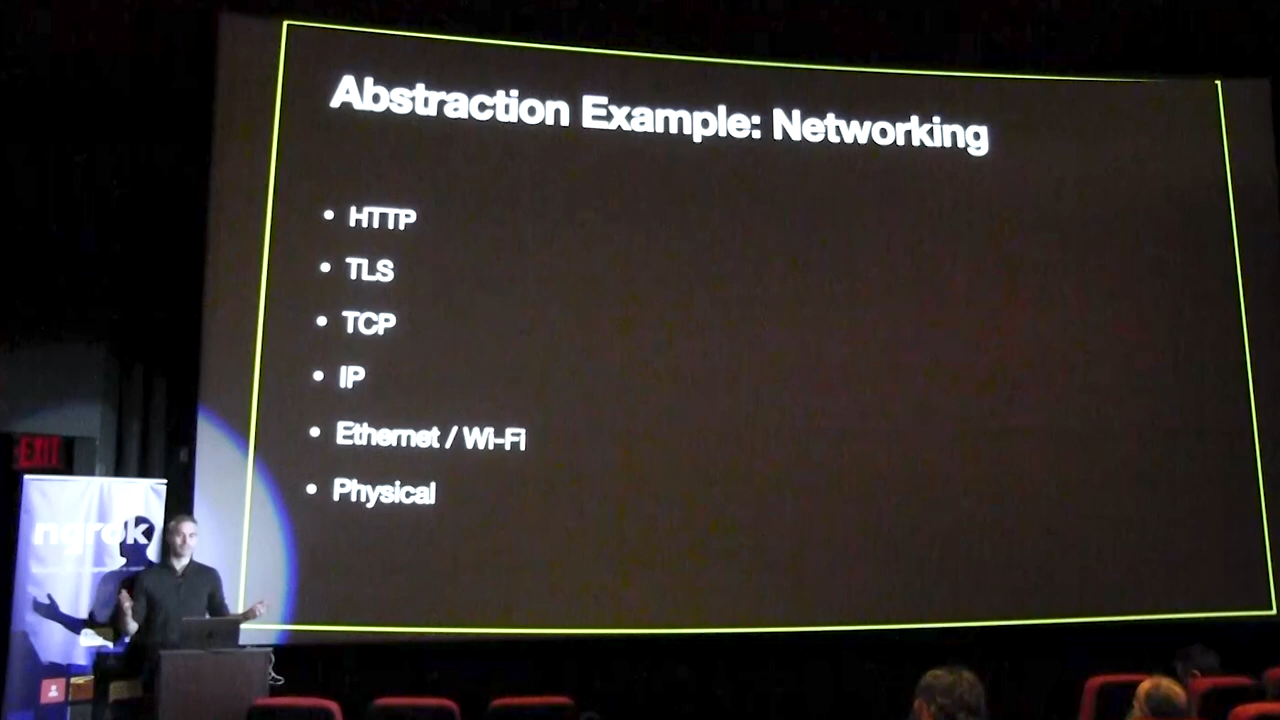 Abstraction Example: Networking
• HTTP
• TLS
• TCP
• IP
• Ethernet / Wi-Fi
• Physical
EXIT
ngrok